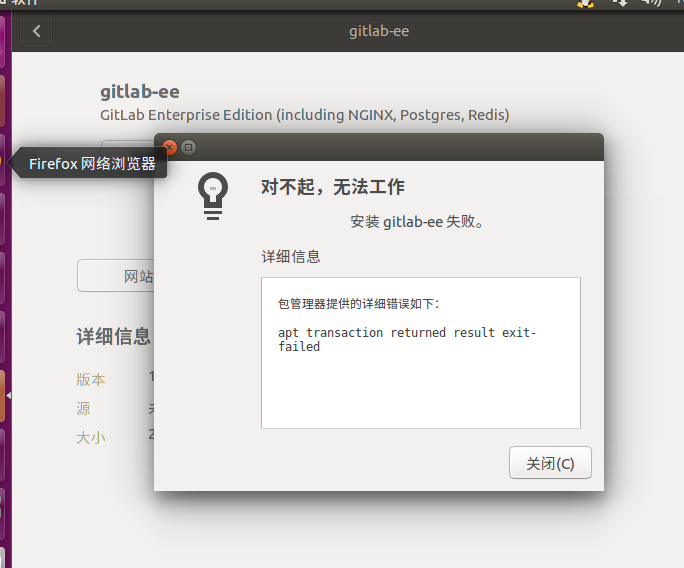 软件
gitlab-ee
gitlab-ee
GitLab Enterprise Edition (including NGINX, Postgres, Redis)
Firefox 网络浏览器
对不起，无法工作
安装 gitlab-ee 失败。
详细信息
包管理器提供的详细错误如下：
apt transaction returned result exit-
failed
网站
详细信息
版本
源
大小
关闭(C)